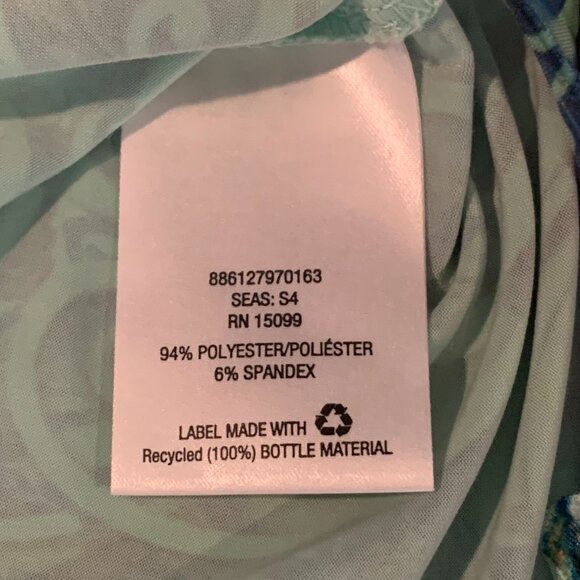 886127970163
SEAS: S4
RN 15099
94% POLYESTER/POLIÉSTER
6% SPANDEX
LABEL MADE WITH
Recycled (100%) BOTTLE MATERIAL